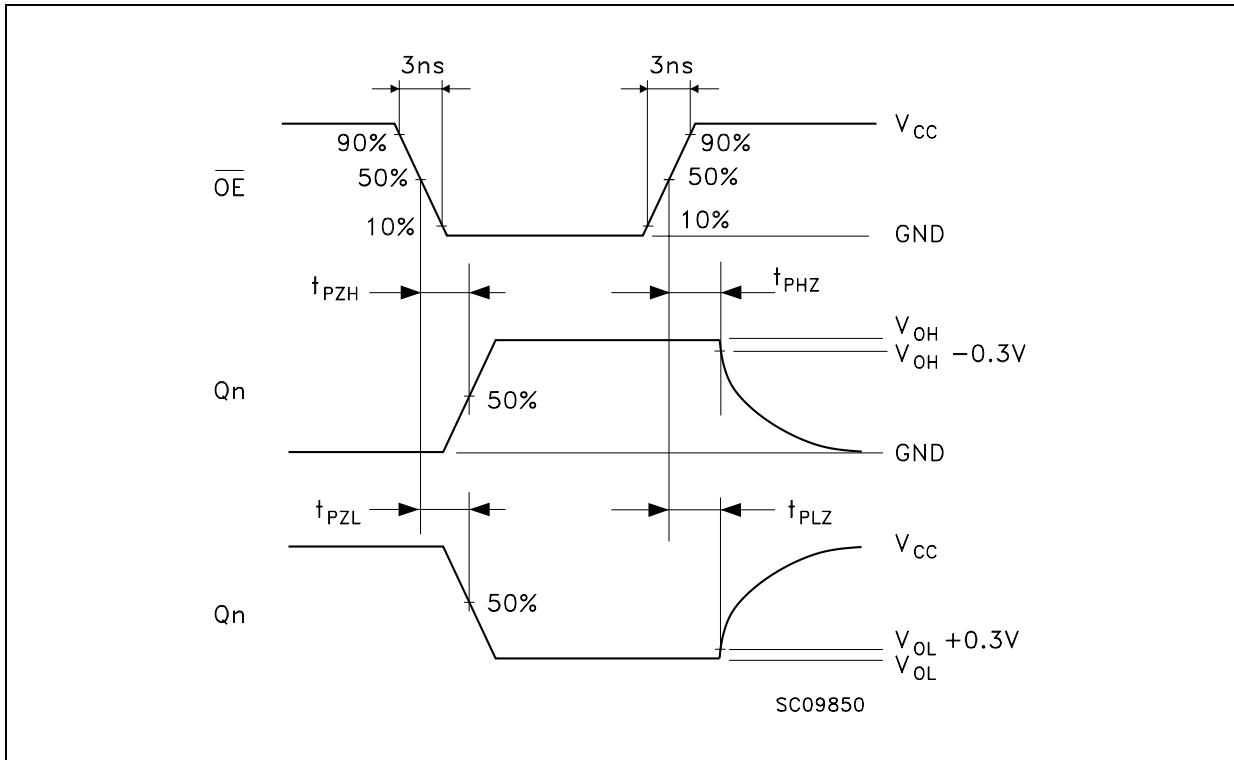 3ns 3ns
90% 90% V CC
50% 50%
OE
10% 10% GND
t PZH t PHZ
V OH
V OH -0.3V
Qn 50%
GND
t PZL t PLZ
V CC
Qn 50%
V OL +0.3V
V OL
SC09850